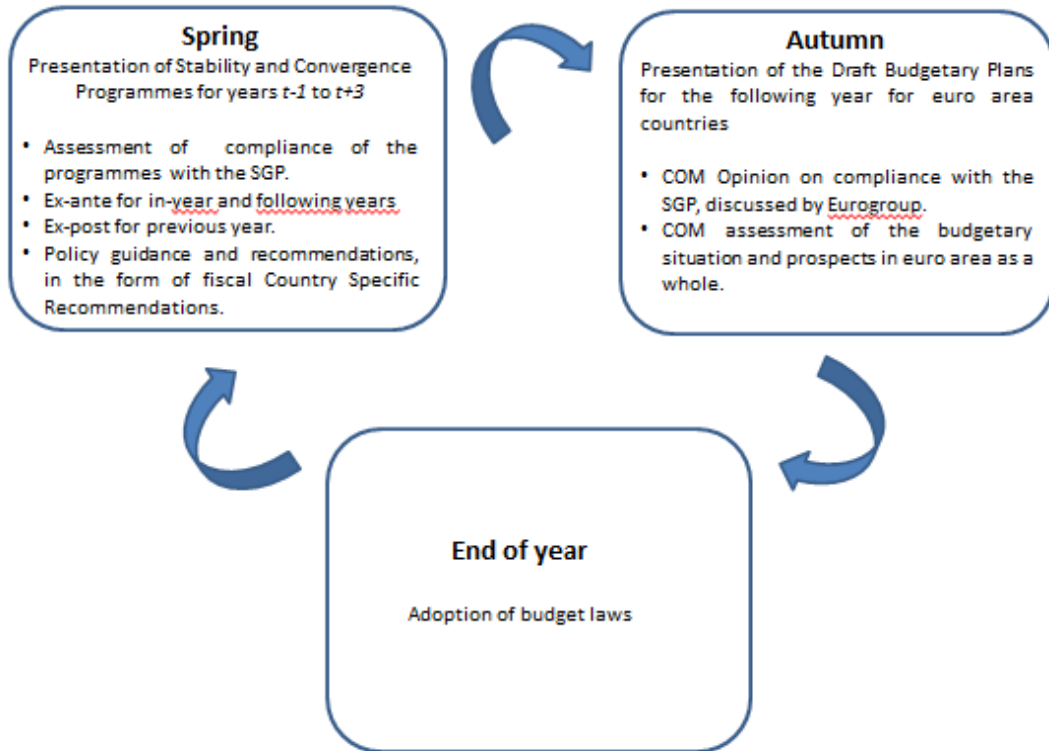 Spring
Presentation of Stability and Convergence
Programmes for years t-1 to t+3
• Assessment of compliance of the
programmes with the SGP.
• Ex-ante for in-year and following years
• Ex-post for previous year.
• Policy guidance and recommendations,
in the form of fiscal Country Specific
Recommendations.
Autumn
Presentation of the Draft Budgetary Plans
for the following year for euro area
countries
• COM Opinion on compliance with the
SGP, discussed by Eurogroup.
• COM assessment of the budgetary
situation and prospects in euro area as a
whole.
End of year
Adoption of budget laws